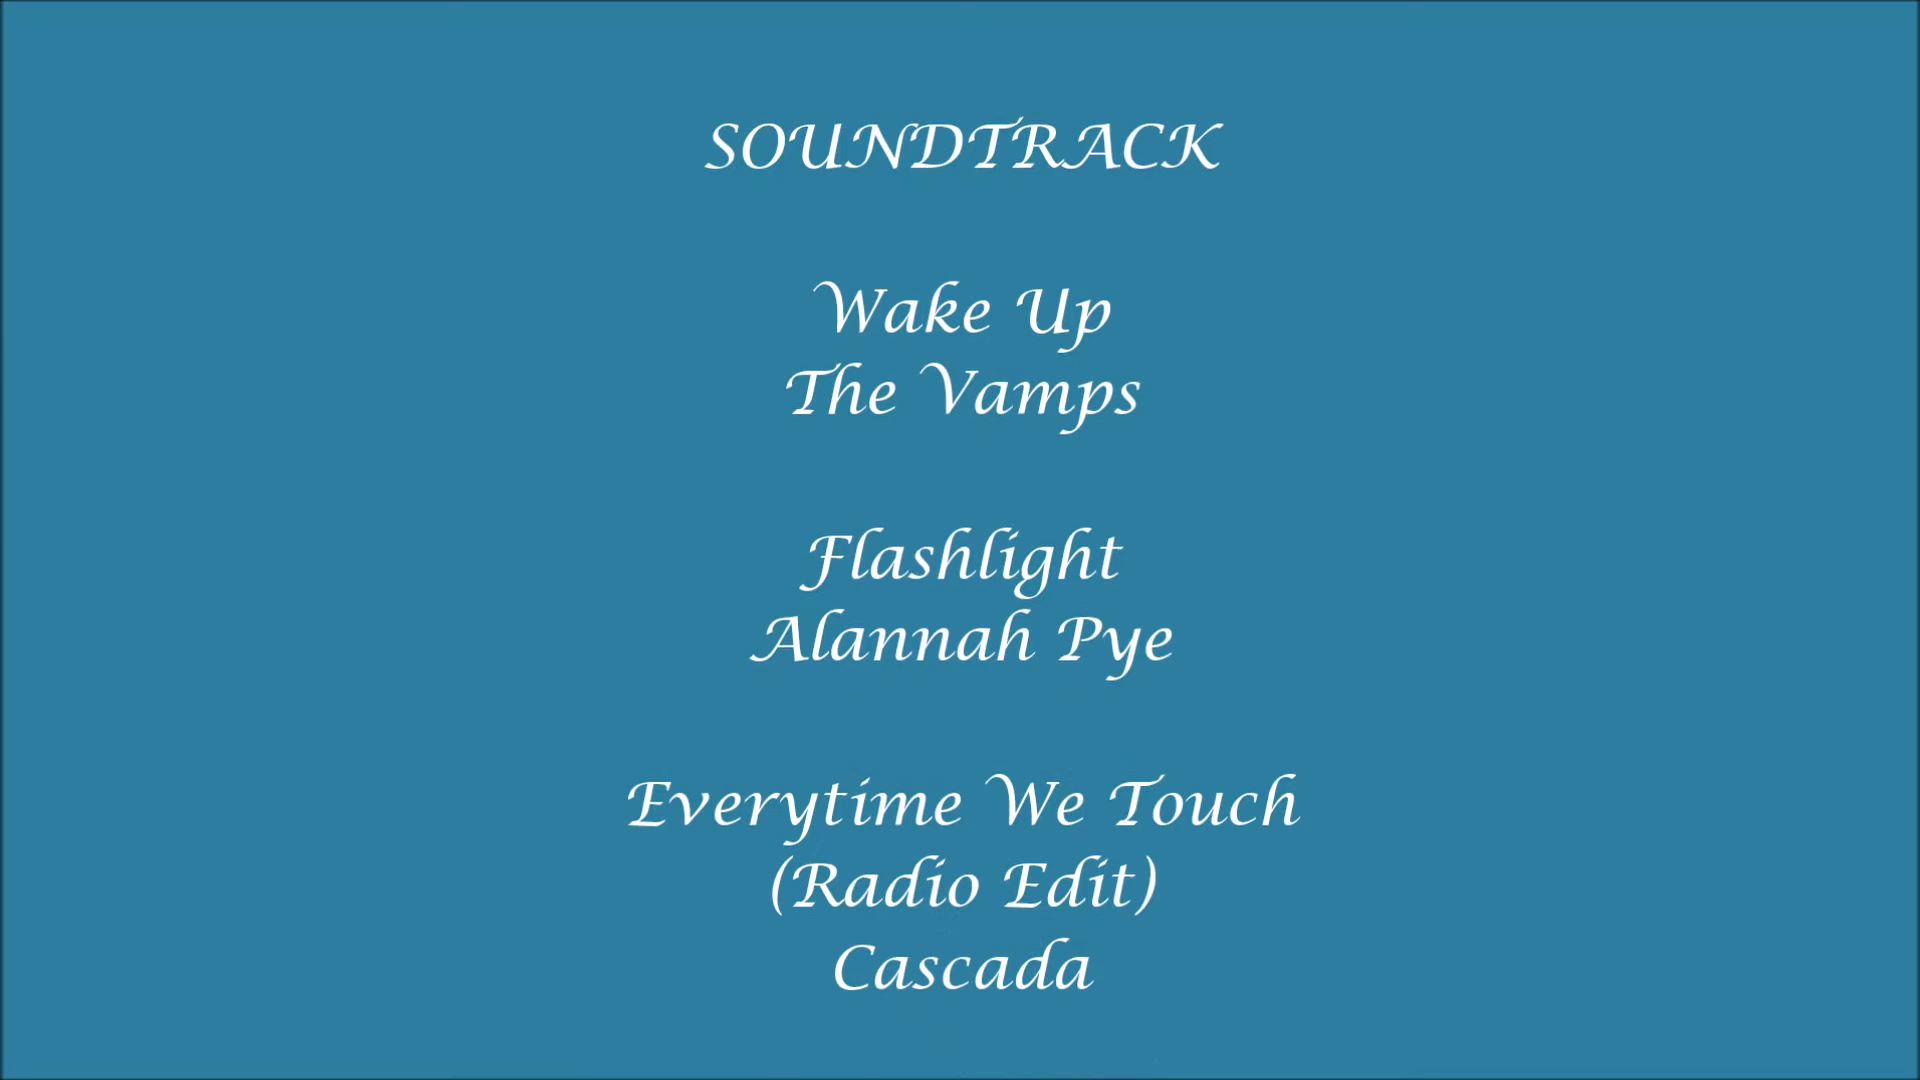 SOUNDTRACK
Wake Up
The Vamps
Flashlight
Alannah Pye
Everytime We Touch
(Radio Edit)
Cascada